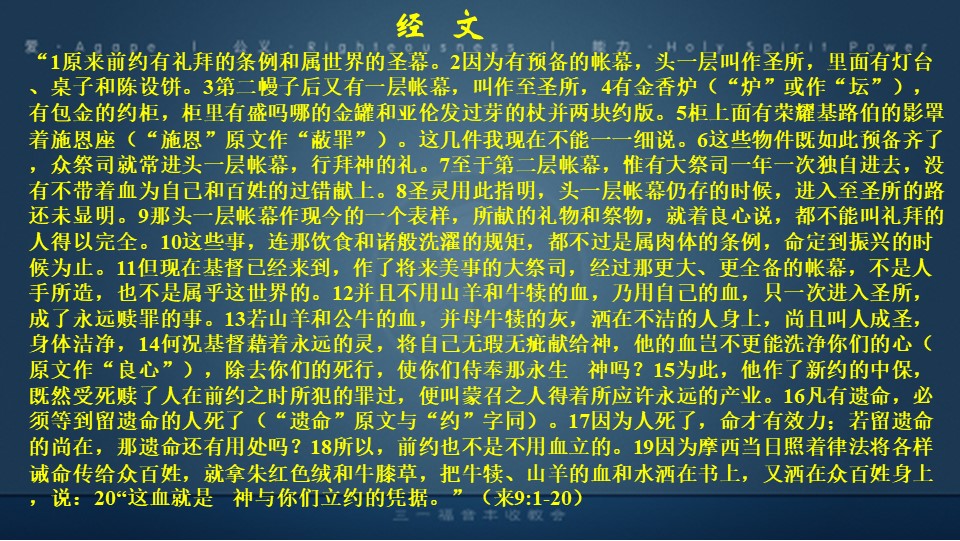 经 文
爱 · Agape | 公义 · Righteousness | 能力 · Holy Spirit Power
“1原来前约有礼拜的条例和属世界的圣幕。2因为有预备的帐幕，头一层叫作圣所，里面有灯台
、桌子和陈设饼。3第二幔子后又有一层帐幕，叫作至圣所，4有金香炉（“炉”或作“坛”），
有包金的约柜，柜里有盛吗哪的金罐和亚伦发过芽的杖并两块约版。5柜上面有荣耀基路伯的影罩
着施恩座（“施恩”原文作“蔽罪”）。这几件我现在不能一一细说。6这些物件既如此预备齐了
，众祭司就常进头一层帐幕，行拜神的礼。7至于第二层帐幕，惟有大祭司一年一次独自进去，没
有不带着血为自己和百姓的过错献上。8圣灵用此指明，头一层帐幕仍存的时候，进入至圣所的路
还未显明。9那头一层帐幕作现今的一个表样，所献的礼物和祭物，就着良心说，都不能叫礼拜的
人得以完全。10这些事，连那饮食和诸般洗濯的规矩，都不过是属肉体的条例，命定到振兴的时
候为止。11但现在基督已经来到，作了将来美事的大祭司，经过那更大、更全备的帐幕，不是人
手所造，也不是属乎这世界的。12并且不用山羊和牛犊的血，乃用自己的血，只一次进入圣所，
成了永远赎罪的事。13若山羊和公牛的血，并母牛犊的灰，洒在不洁的人身上，尚且叫人成圣，
身体洁净，14何况基督藉着永远的灵，将自己无瑕无疵献给神，他的血岂不更能洗净你们的心（
原文作“良心”），除去你们的死行，使你们侍奉那永生　神吗？15为此，他作了新约的中保，
既然受死赎了人在前约之时所犯的罪过，便叫蒙召之人得着所应许永远的产业。16凡有遗命，必
须等到留遗命的人死了（“遗命”原文与“约”字同）。17因为人死了，命才有效力；若留遗命
的尚在，那遗命还有用处吗？18所以，前约也不是不用血立的。19因为摩西当日照着律法将各样
诫命传给众百姓，就拿朱红色绒和牛膝草，把牛犊、山羊的血和水洒在书上，又洒在众百姓身上
，说：20“这血就是　神与你们立约的凭据。”（来9:1-20）
三一福音丰收教会